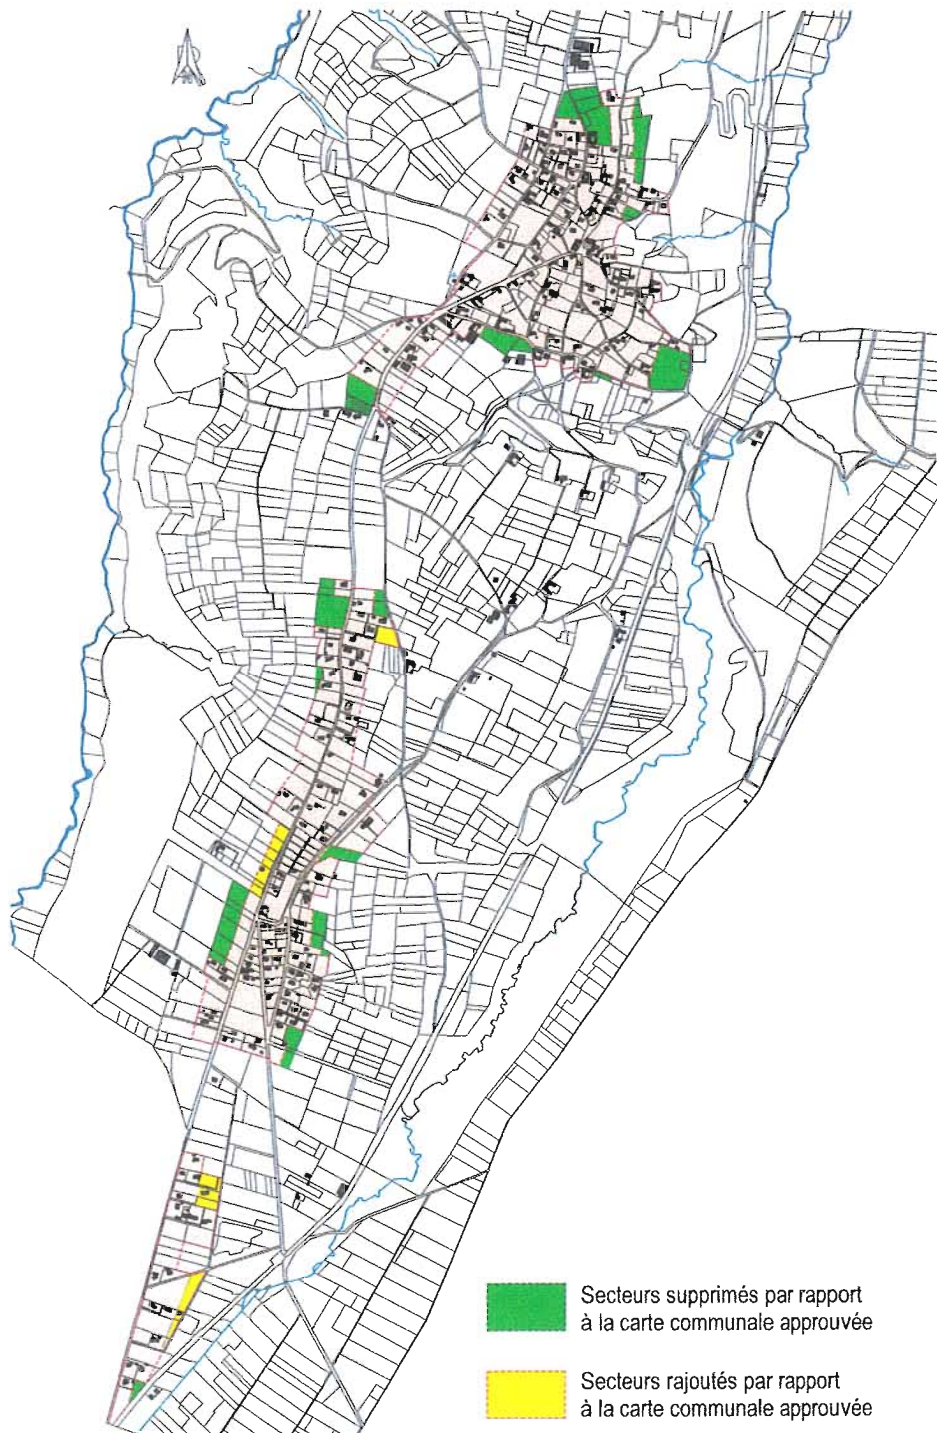 Secteurs supprimés par rapport
à la carte communale approuvée
Secteurs rajoutés par rapport
à la carte communale approuvée